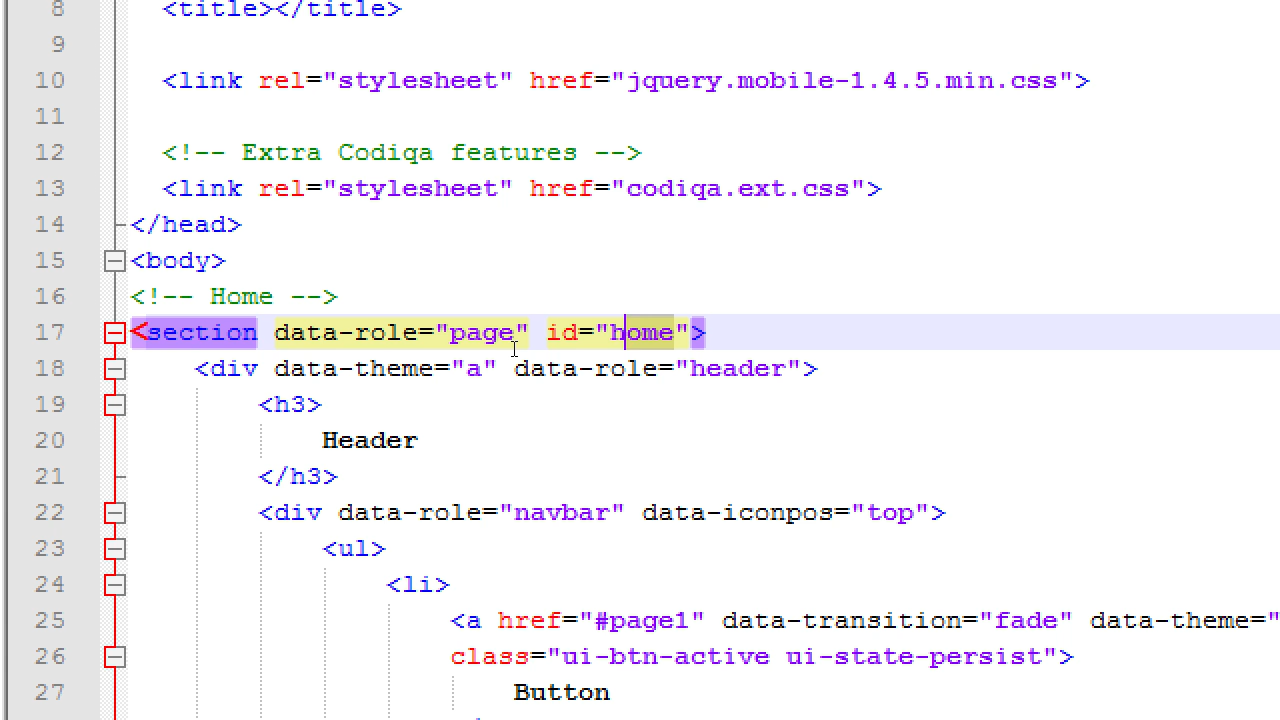 8 <title></title>
9
10 <link rel="stylesheet" href="jquery.mobile-1.4.5.min.css">
11
12 <!-- Extra Codiqa features -->
13 <link rel="stylesheet" href="codiqa.ext.css">
14 </head>
15 <body>
16 <!-- Home -->
17 <section data-role="page" id="home">
18 <div data-theme="a" data-role="header">
19 <h3>
20 Header
21 </h3>
22 <div data-role="navbar" data-iconpos="top">
23 <ul>
24 <li>
25 <a href="#page1" data-transition="fade" data-theme="
26 class="ui-btn-active ui-state-persist">
27 Button